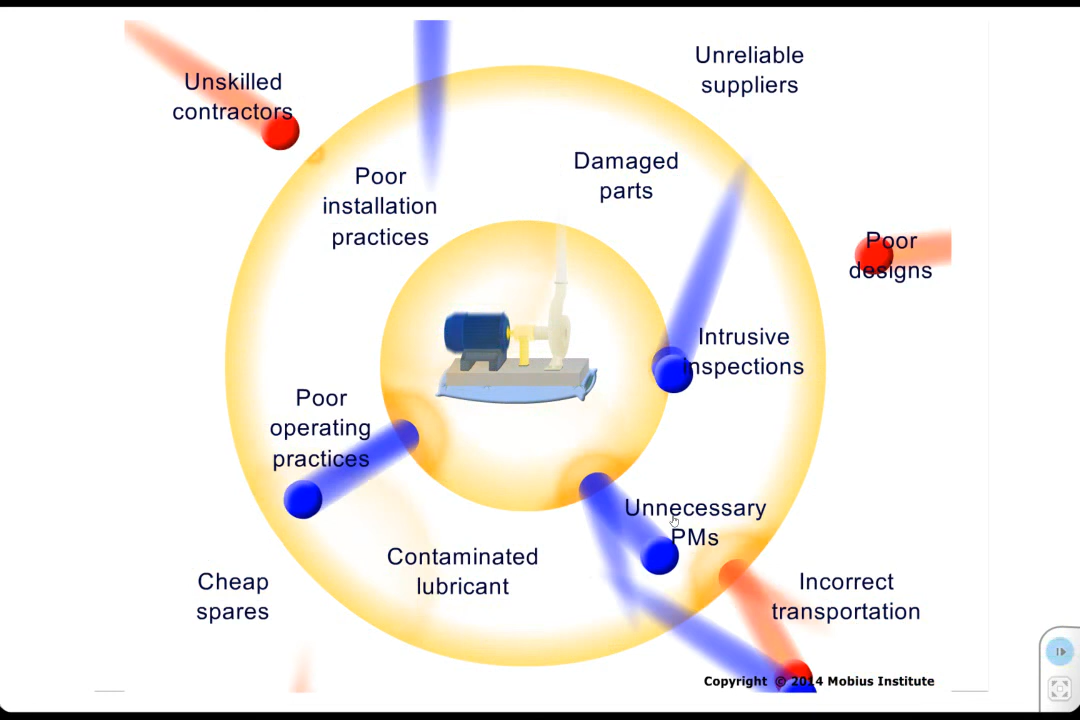 Unreliable
suppliers
Unskilled
contractors
Damaged
parts
Poor
installation
practices
Poor
designs
Intrusive
inspections
Poor
operating
practices
Unnecessary
PMs
Contaminated
lubricant
Cheap
spares
Incorrect
transportation
Copyright © 2014 Mobius Institute